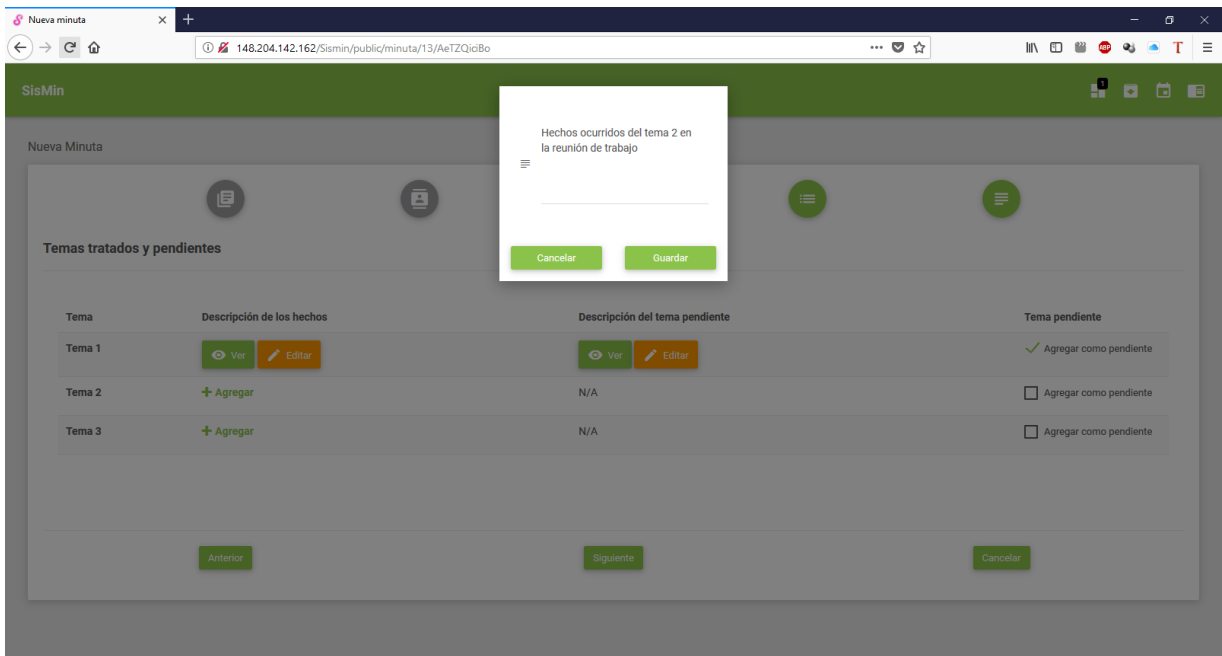 Nueva minuta
148.204.142.162/Sismin/public/minuta/13/AeTZQioiBo
ABP
T
SisMin
1
Nueva Minuta
Hechos ocurridos del tema 2 en
la reunión de trabajo
Cancelar Guardar
Temas tratados y pendientes
Tema Descripción de los hechos Descripción del tema pendiente Tema pendiente
Tema 1 Ver Editar Ver Editar Agregar como pendiente
Tema 2 Agregar N/A Agregar como pendiente
Tema 3 Agregar N/A Agregar como pendiente
Anterior Siguiente Cancelar